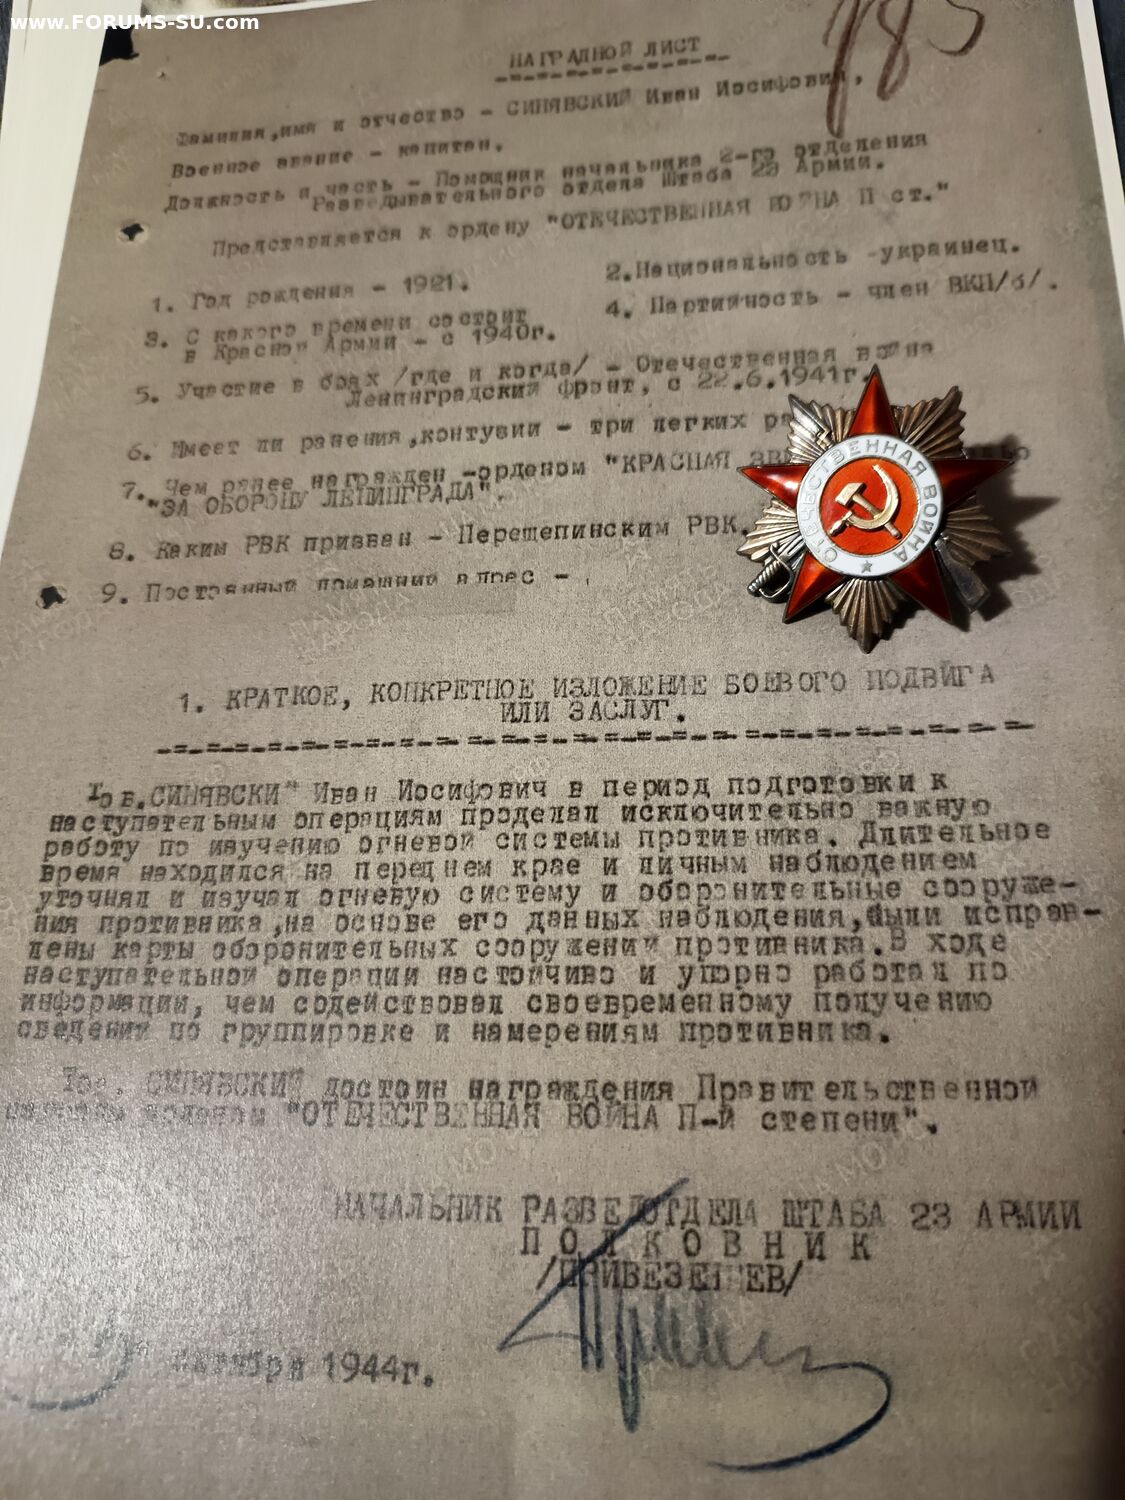 www.FORUMS-SU.com
НАГРАДНОЙ ЛИСТ
Фамилия,имя и отчество - СИНЯВСКИЙ Иван Иосифович,
Военное звание - капитан.
Должность и часть - Помощник начальника 2-го отделения
Разведывательного отдела Штаба 23 Армии.
Представляется к ордену "ОТЕЧЕСТВЕННАЯ ВОЙНА П ст."
1. Год рождения - 1921.
2.Национальность -украинец.
3. С какого времени состоит
в Красной Армии - с 1940г.
4. Партийность - член ВКП/б/.
5. Участие в боях /где и когда/ - Отечественная война
Ленинградский фронт, с 22.6.1941г.
6. Имеет ли ранения,контузии - три легких
7. Чем ранее награжден -орденом "КРАСНАЯ
"ЗА ОБОРОНУ ЛЕНИНГРАДА".
8. Каким РВК призван - Перещепинским РВК.
9. Постоянный домашний адрес -
ОТЕЧЕСТВЕННАЯ ВОЙНА
1. КРАТКОЕ, КОНКРЕТНОЕ ИЗЛОЖЕНИЕ БОЕВОГО ПОДВИГА
ИЛИ ЗАСЛУГ.
Тов.СИНЯВСКИЙ Иван Иосифович в период подготовки к
наступательным операциям проделал исключительно важную
работу по изучению огневой системы противника. Длительное
время находился на переднем крае и личным наблюдением
уточнял и изучал огневую систему и оборонительные сооруже-
ния противника,на основе его данных наблюдения,были исправ-
лены карты оборонительных сооружений противника.В ходе
наступательной операции настойчиво и упорно работал по
информации, чем содействовал своевременному получению
сведений по группировке и намерениям противника.
Тов. СИНЯВСКИЙ достоин награждения Правительственной
награды орденом "ОТЕЧЕСТВЕННАЯ ВОЙНА П-й степени".
НАЧАЛЬНИК РАЗВЕДОТДЕЛА ШТАБА 23 АРМИИ
ПОЛКОВНИК
/ПРИВЕЗЕНЦЕВ/
октября 1944г.